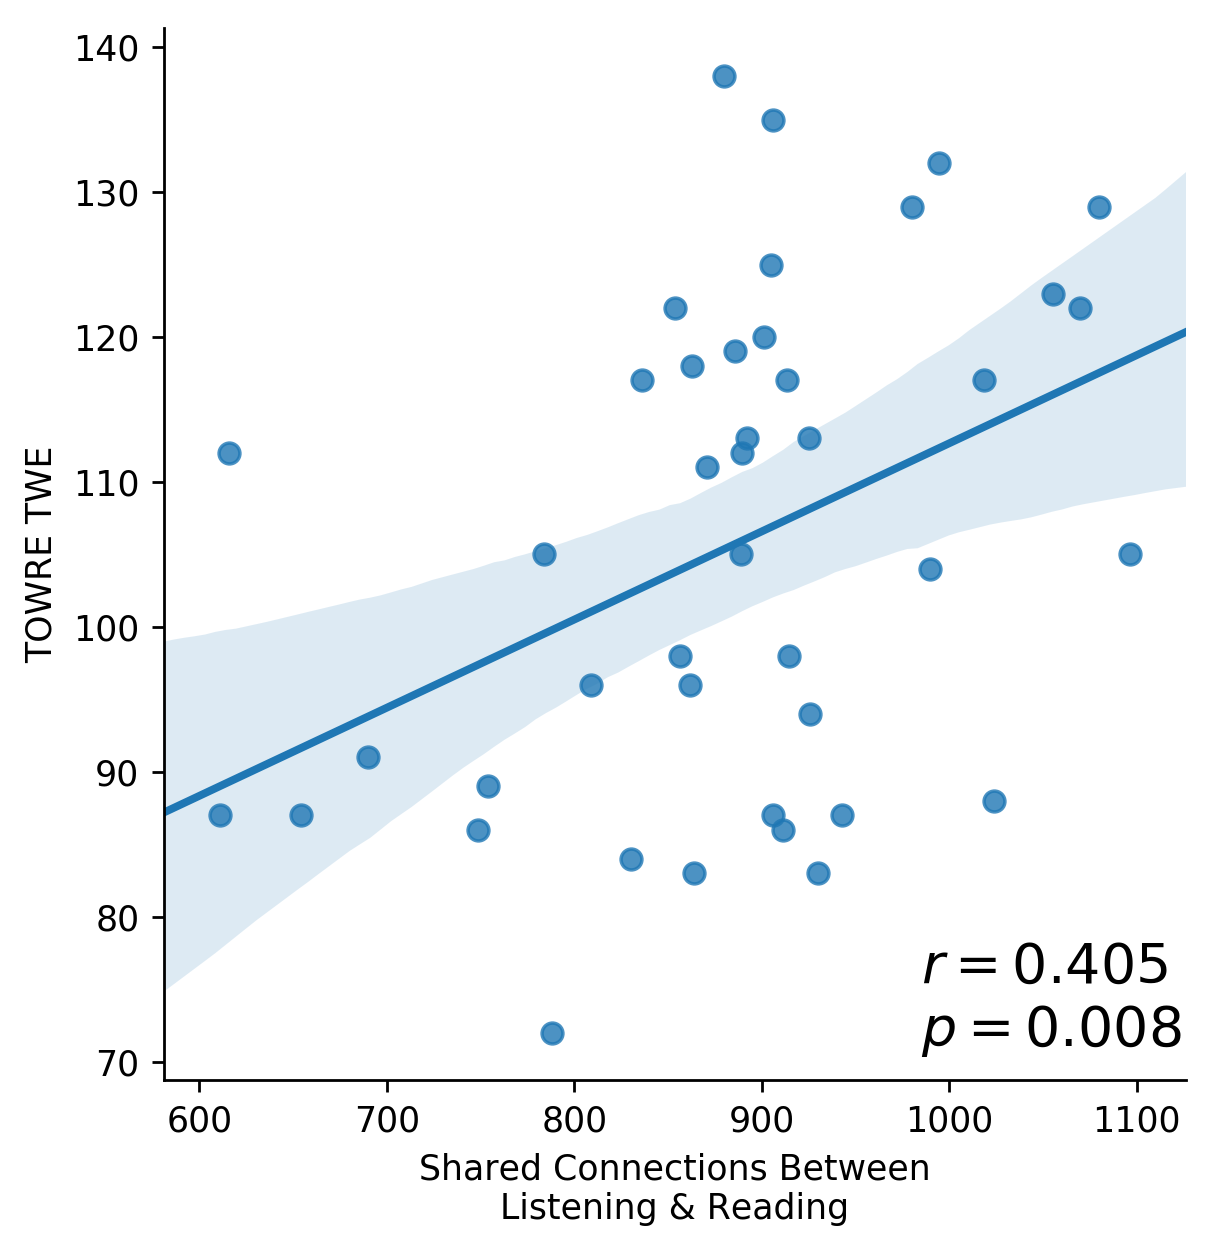 140
130
120
110
100
90
80
70
TOWRE TWE
r = 0.405
p = 0.008
600 700 800 900 1000 1100
Shared Connections Between
Listening & Reading